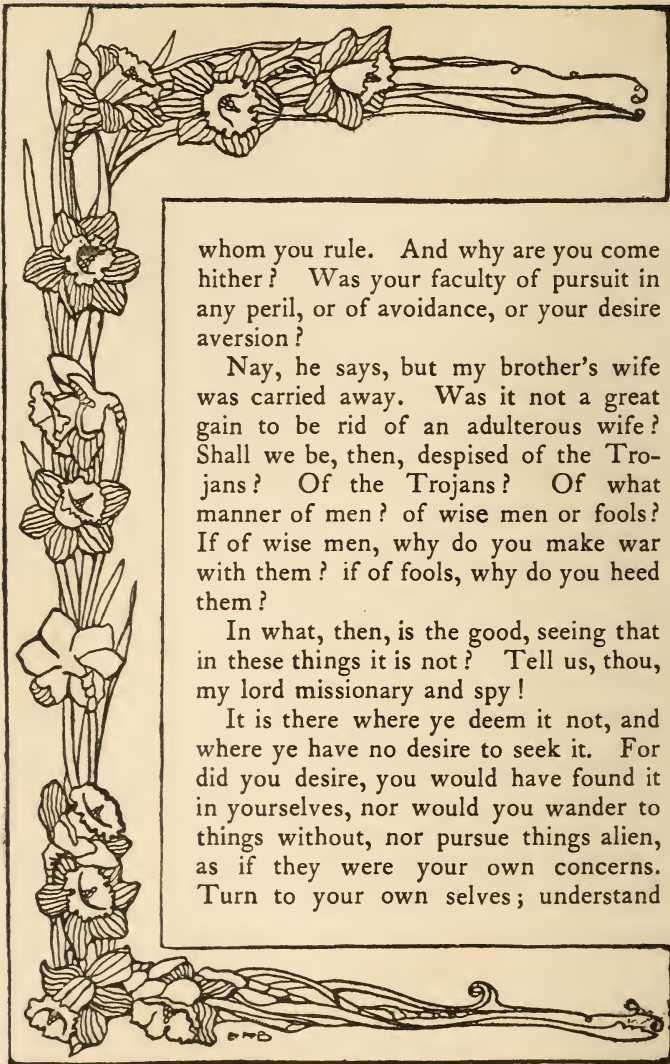 whom you rule. And why are you come
hither? Was your faculty of pursuit in
any peril, or of avoidance, or your desire
aversion?
Nay, he says, but my brother's wife
was carried away. Was it not a great
gain to be rid of an adulterous wife?
Shall we be, then, despised of the Tro-
jans? Of the Trojans? Of what
manner of men? of wise men or fools?
If of wise men, why do you make war
with them? if of fools, why do you heed
them?
In what, then, is the good, seeing that
in these things it is not? Tell us, thou,
my lord missionary and spy!
It is there where ye deem it not, and
where ye have no desire to seek it. For
did you desire, you would have found it
in yourselves, nor would you wander to
things without, nor pursue things alien,
as if they were your own concerns.
Turn to your own selves; understand